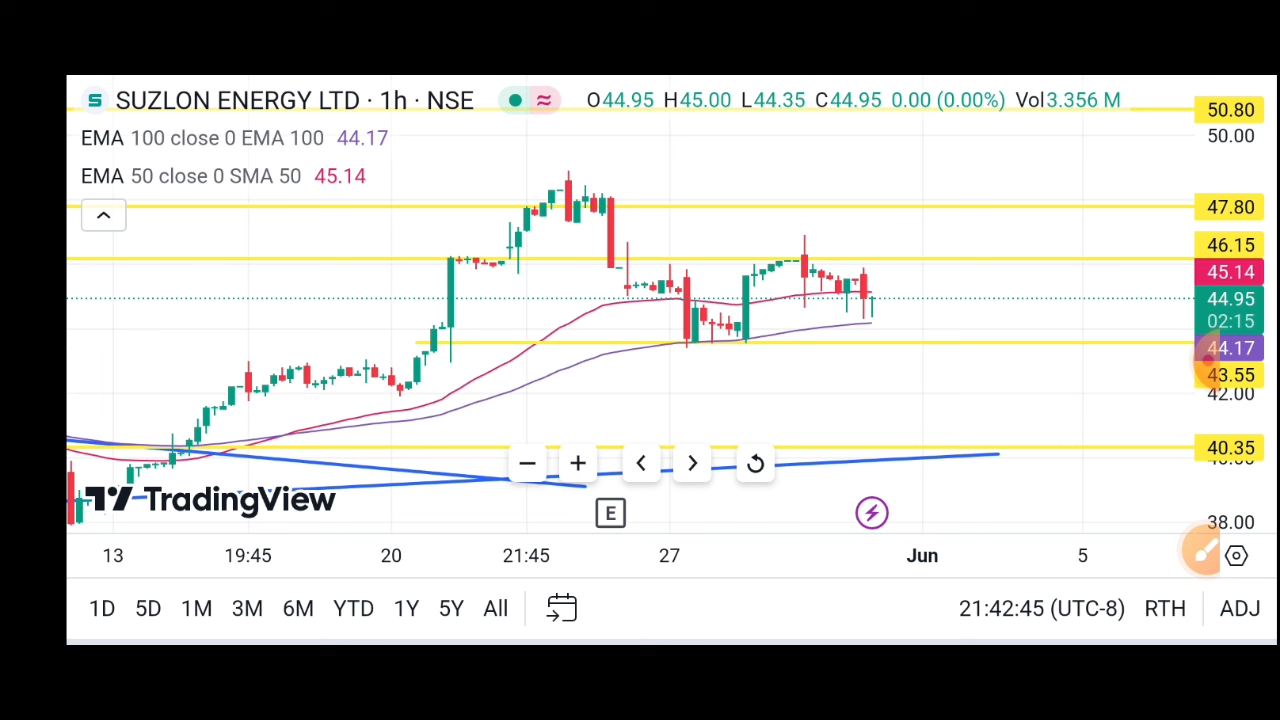 S SUZLON ENERGY LTD · 1h · NSE ≈ O44.95 H45.00 L44.35 C44.95 0.00 (0.00%) Vol3.356 M
50.80
50.00
EMA 100 close 0 EMA 100 44.17
EMA 50 close 0 SMA 50 45.14
47.80
46.15
45.14
44.95
02:15
44.17
43.55
42.00
40.35
TradingView
E
38.00
13 19:45 20 21:45 27 Jun 5
1D 5D 1M 3M 6M YTD 1Y 5Y All 21:42:45 (UTC-8) RTH ADJ